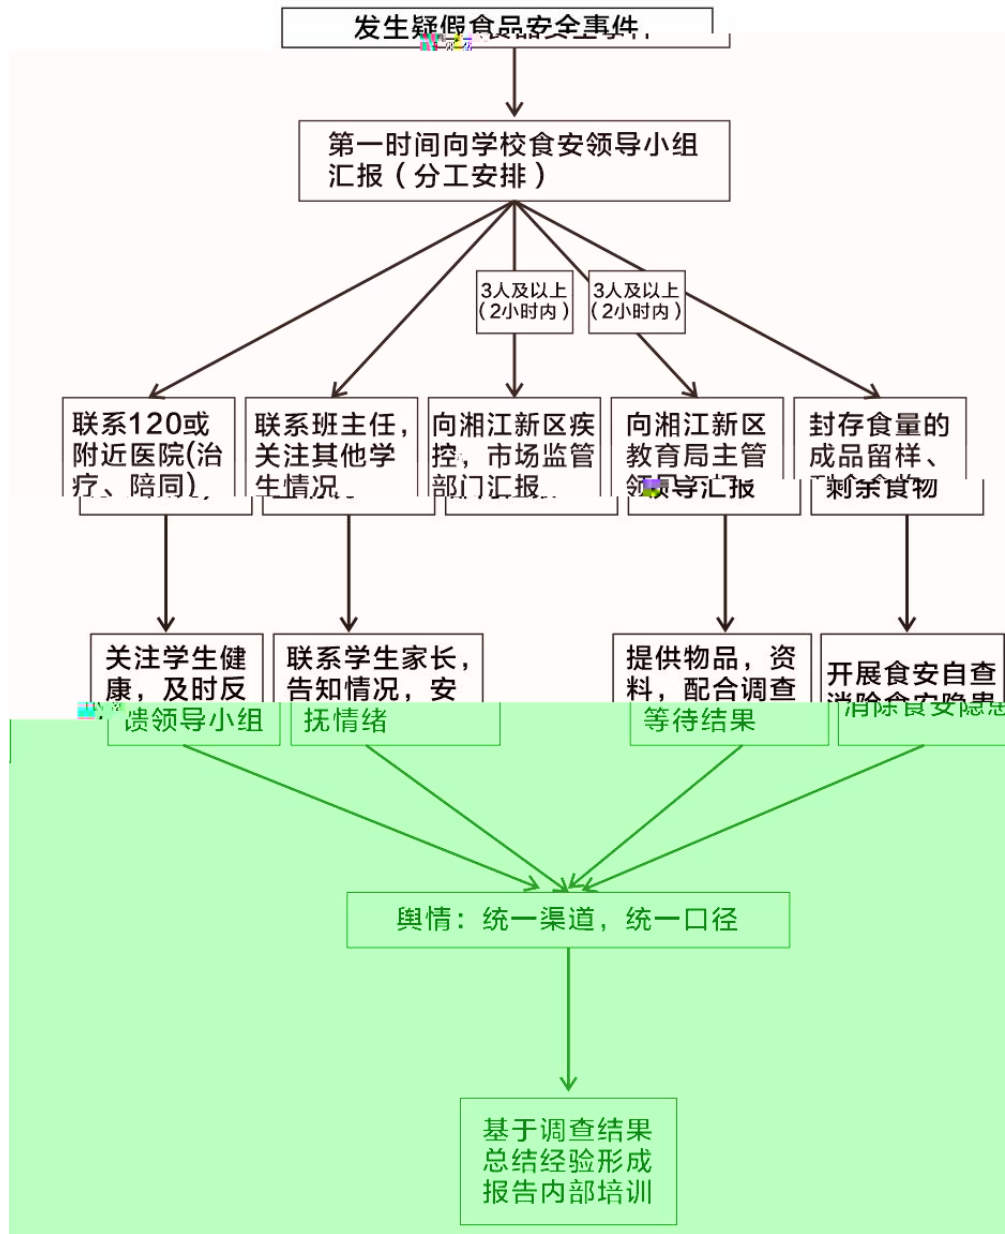 发生疑假食品安全事件
第一时间向学校食安领导小组
汇报（分工安排）
3人及以上
（2小时内）
3人及以上
（2小时内）
联系120或
附近医院(治
疗、陪同)
联系班主任，
关注其他学
生情况。
向湘江新区疾
控，市场监管
部门汇报
向湘江新区
教育局主管
领导汇报
封存食量的
成品留样、
剩余食物
关注学生健
康，及时反
馈领导小组
联系学生家长，
告知情况，安
抚情绪
提供物品，资
料，配合调查
等待结果
开展食安自查
消除食安隐患
舆情：统一渠道，统一口径
基于调查结果
总结经验形成
报告内部培训